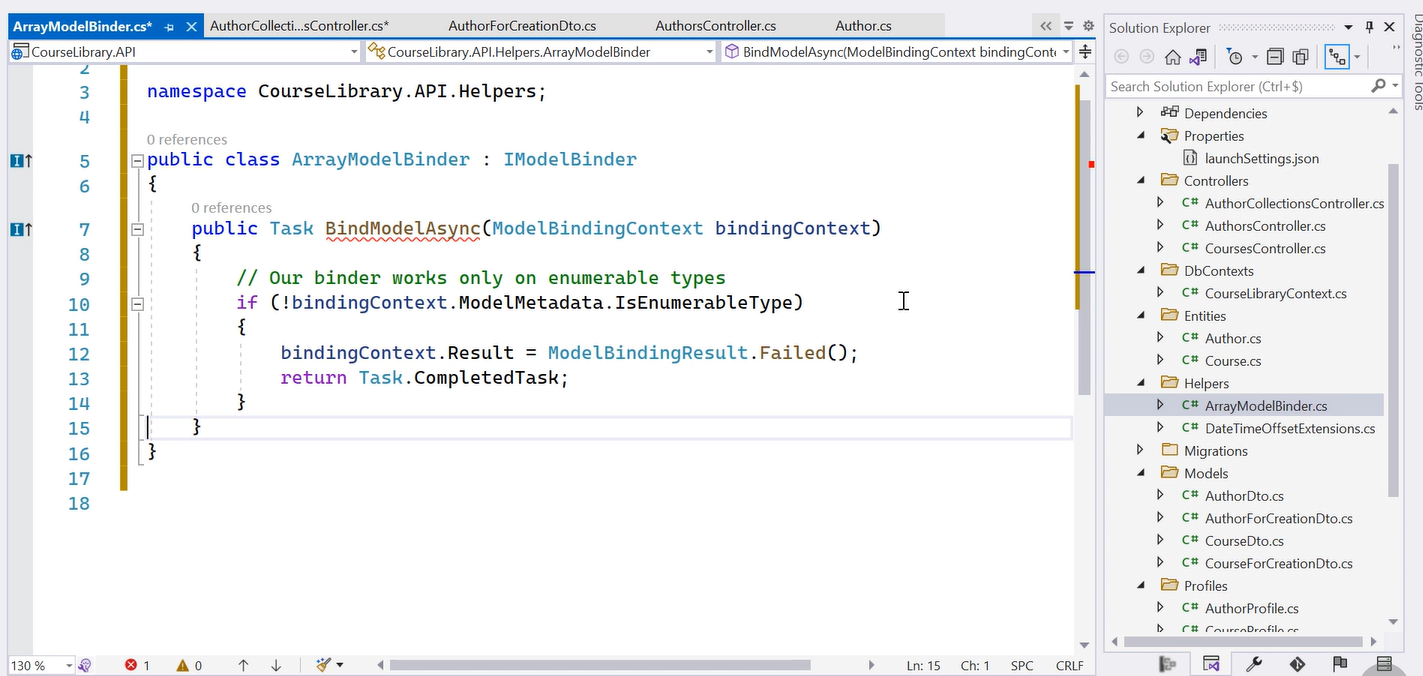 ArrayModelBinder.cs*
AuthorCollecti...sController.cs*
AuthorForCreationDto.cs
AuthorsController.cs
Author.cs
CourseLibrary.API
CourseLibrary.API.Helpers.ArrayModelBinder
BindModelAsync(ModelBindingContext bindingConte
2
3 namespace CourseLibrary.API.Helpers;
4
0 references
5 public class ArrayModelBinder : IModelBinder
6 {
0 references
7 public Task BindModelAsync(ModelBindingContext bindingContext)
8 {
9 // Our binder works only on enumerable types
10 if (!bindingContext.ModelMetadata.IsEnumerableType)
11 {
12 bindingContext.Result = ModelBindingResult.Failed();
13 return Task.CompletedTask;
14 }
15 }
16 }
17
18
130 %
1
0
Ln: 15 Ch: 1 SPC CRLF
Solution Explorer
Search Solution Explorer (Ctrl+$)
Dependencies
Properties
launchSettings.json
Controllers
C# AuthorCollectionsController.cs
C# AuthorsController.cs
C# CoursesController.cs
DbContexts
C# CourseLibraryContext.cs
Entities
C# Author.cs
C# Course.cs
Helpers
C# ArrayModelBinder.cs
C# DateTimeOffsetExtensions.cs
Migrations
Models
C# AuthorDto.cs
C# AuthorForCreationDto.cs
C# CourseDto.cs
C# CourseForCreationDto.cs
Profiles
C# AuthorProfile.cs
C# CourseProfile.cs
Diagnostic Tools